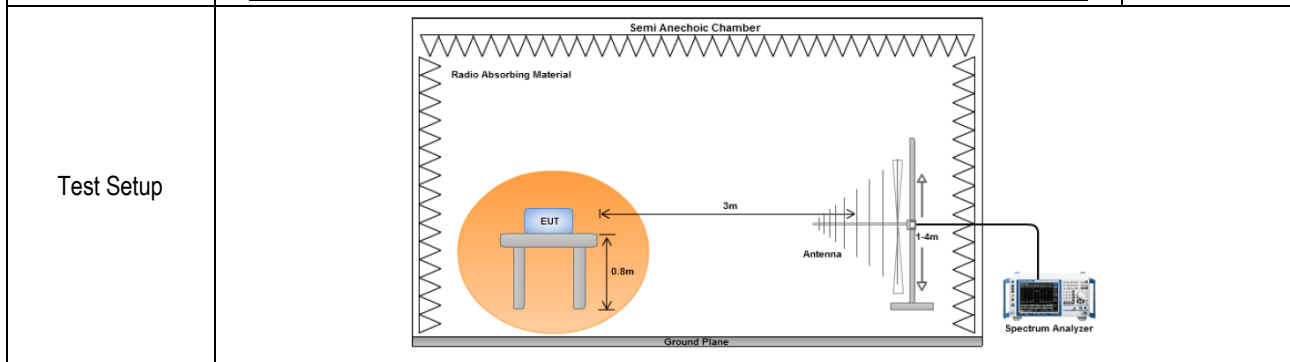 Semi Anechoic Chamber
Radio Absorbing Material
Test Setup
3m
EUT
1-4m
Antenna
0.8m
Spectrum Analyzer
Ground Plane